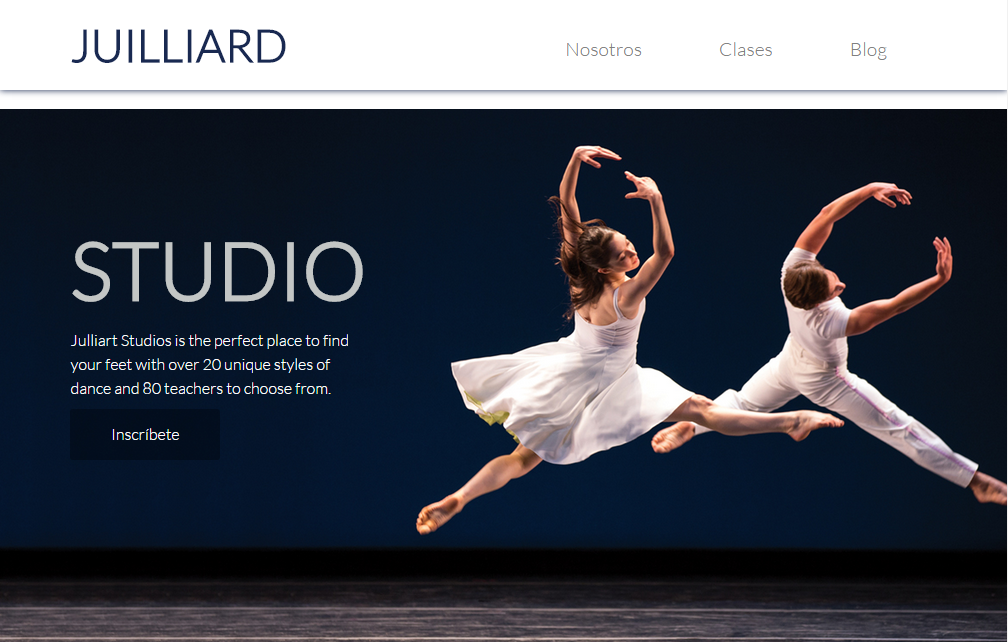 JUILLIARD
Nosotros Clases Blog
STUDIO
Julliart Studios is the perfect place to find
your feet with over 20 unique styles of
dance and 80 teachers to choose from.
Inscríbete